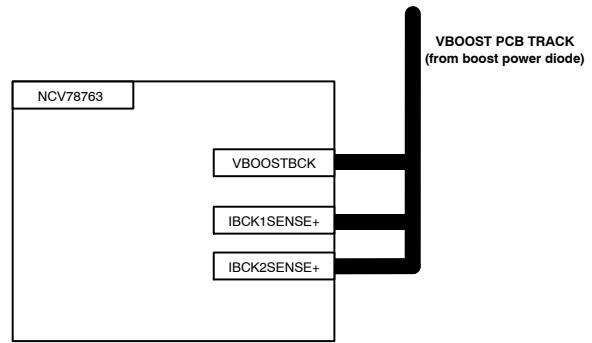 VBOOST PCB TRACK
(from boost power diode)
NCV78763
VBOOSTBCK
IBCK1SENSE+
IBCK2SENSE+